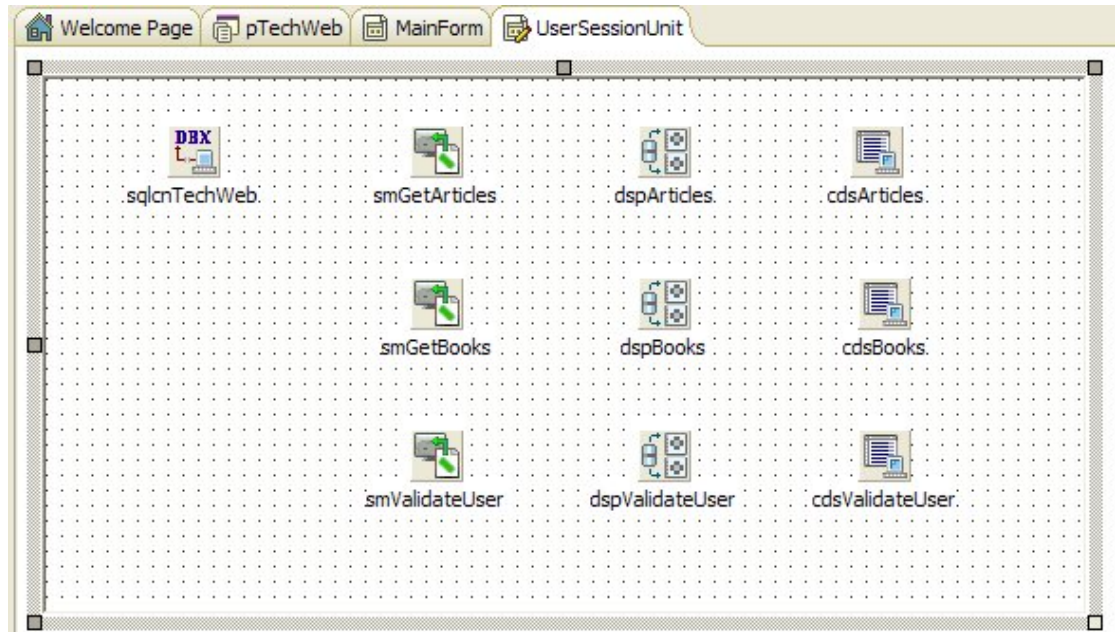 Welcome Page pTechWeb MainForm UserSessionUnit
DBX
sqlcnTechWeb smGetArticles dspArticles cdsArticles
smGetBooks dspBooks cdsBooks
smValidateUser dspValidateUser cdsValidateUser